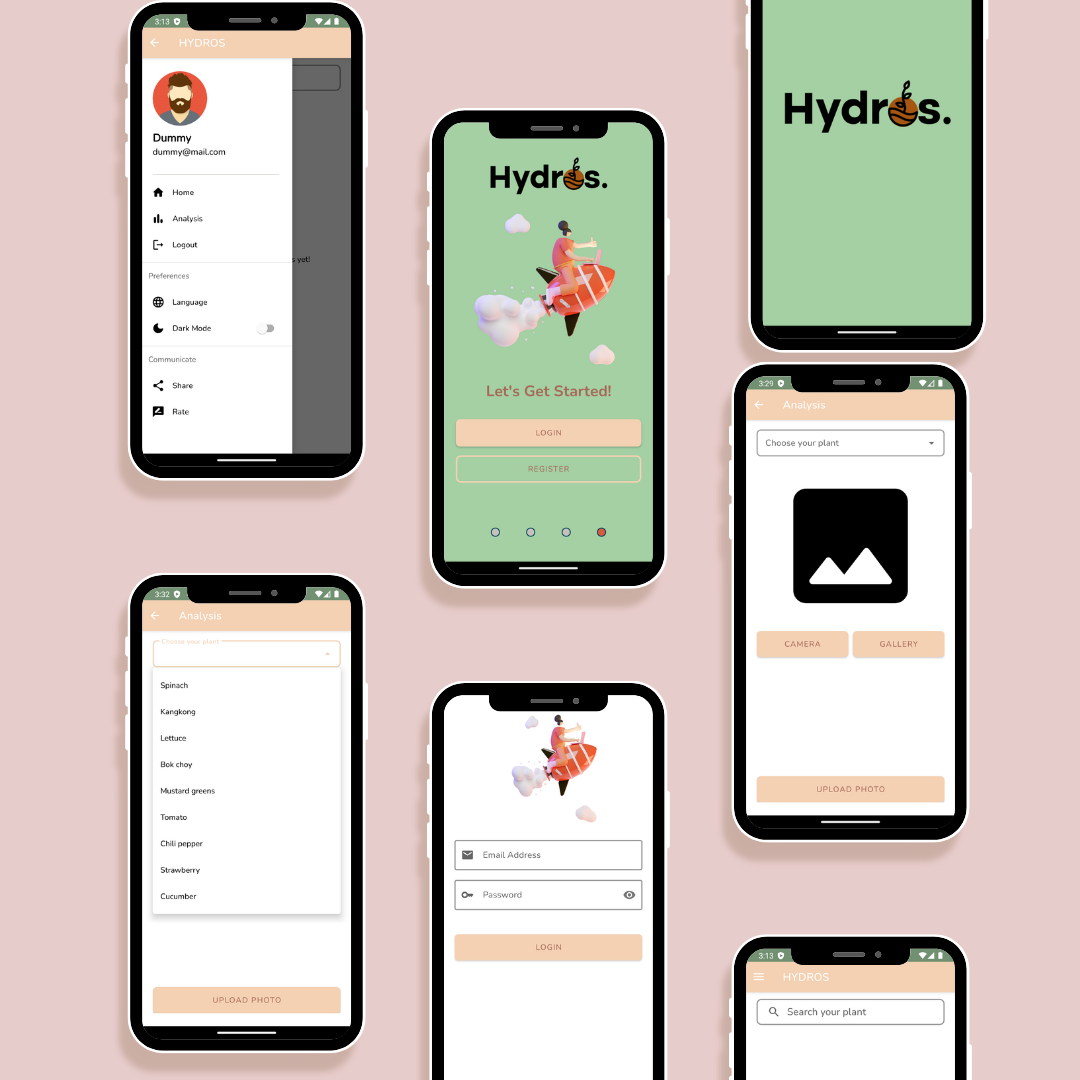 3:13
HYDROS
Dummy
dummy@mail.com
Home
Analysis
Logout
Preferences
Language
Dark Mode
Communicate
Share
Rate
s yet!
Hydros.
Let's Get Started!
LOGIN
REGISTER
Hydros.
3:29
Analysis
Choose your plant
CAMERA
GALLERY
UPLOAD PHOTO
3:32
Analysis
Choose your plant
Spinach
Kangkong
Lettuce
Bok choy
Mustard greens
Tomato
Chili pepper
Strawberry
Cucumber
UPLOAD PHOTO
Email Address
Password
LOGIN
3:13
HYDROS
Search your plant